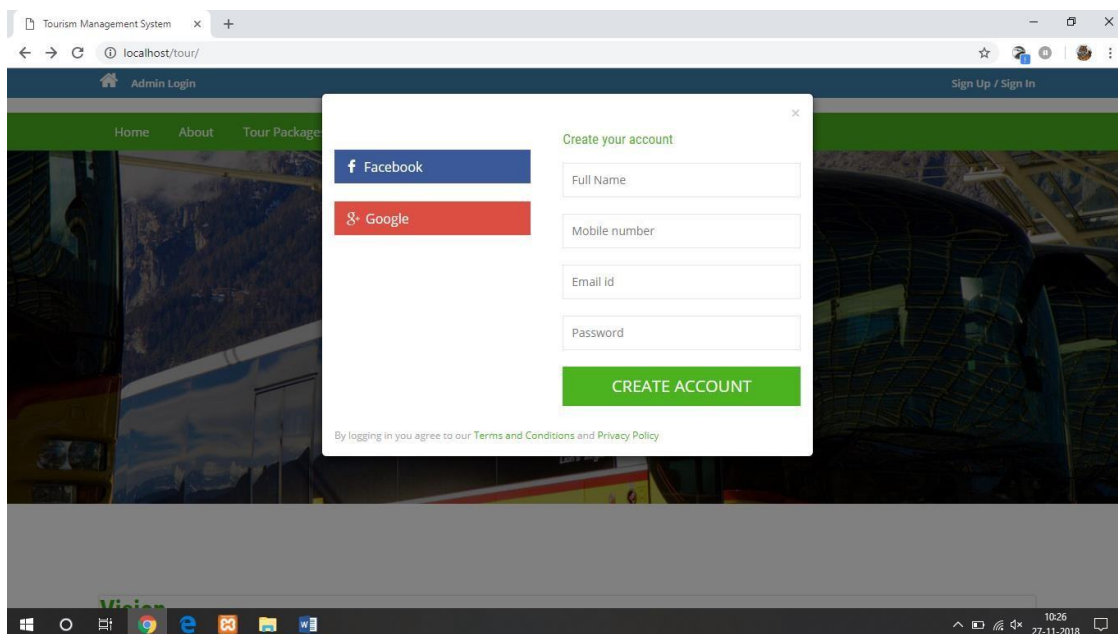 Tourism Management System
localhost/tour/
Admin Login
Sign Up / Sign In
Home About Tour Package
Facebook
Google
Create your account
Full Name
Mobile number
Email id
Password
CREATE ACCOUNT
By logging in you agree to our Terms and Conditions and Privacy Policy
Vision
10:26
27-11-2018